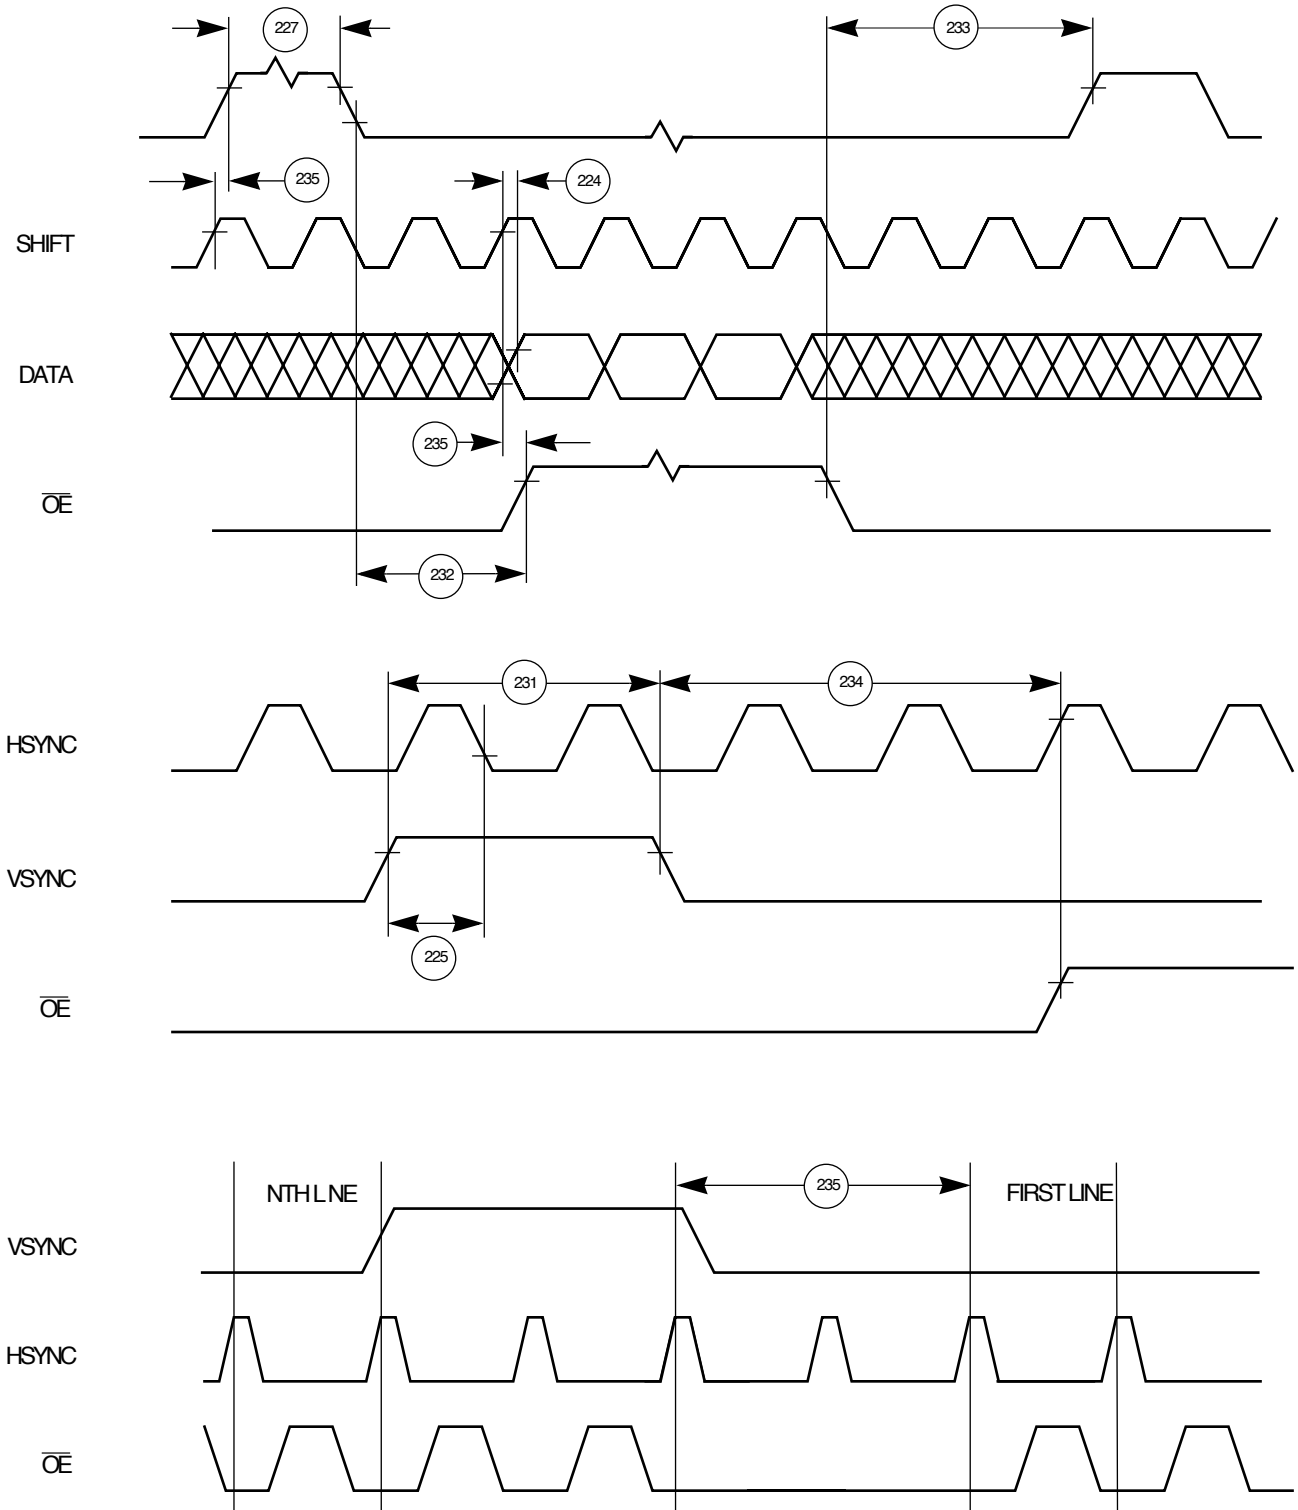 227
233
235
224
SHIFT
DATA
235
OE
232
231
234
HSYNC
VSYNC
225
OE
NTH L NE
235
FIRST LINE
VSYNC
HSYNC
OE